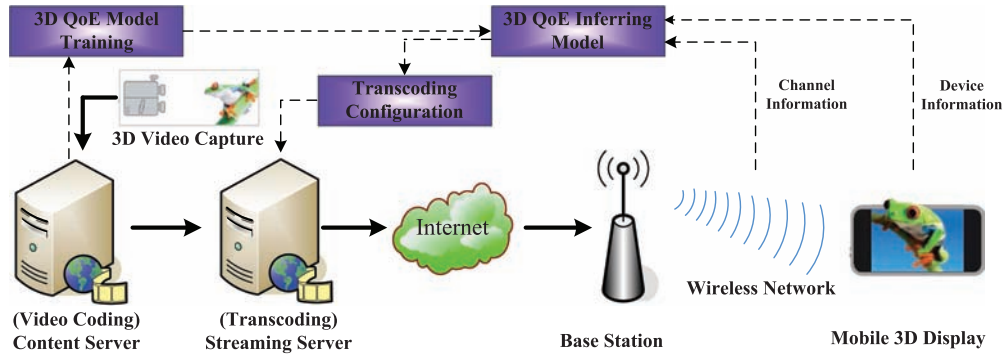 3D QoE Model
Training
3D QoE Inferring
Model
Transcoding
Configuration
Channel
Information
Device
Information
3D Video Capture
Internet
Wireless Network
(Video Coding)
Content Server
(Transcoding)
Streaming Server
Base Station
Mobile 3D Display